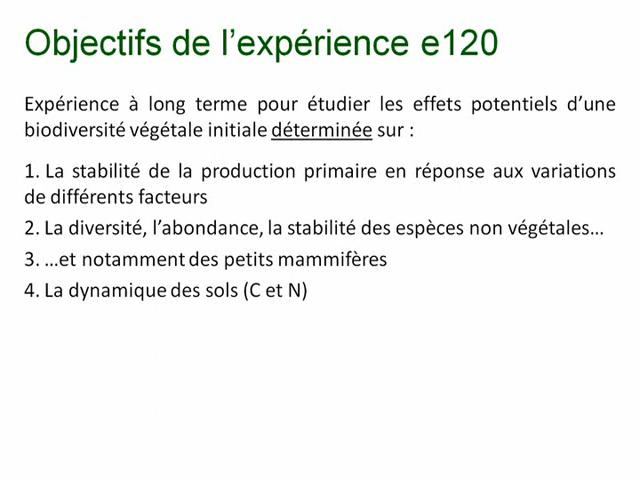 Objectifs de l’expérience e120
Expérience à long terme pour étudier les effets potentiels d’une
biodiversité végétale initiale déterminée sur :
1. La stabilité de la production primaire en réponse aux variations
de différents facteurs
2. La diversité, l’abondance, la stabilité des espèces non végétales…
3. …et notamment des petits mammifères
4. La dynamique des sols (C et N)